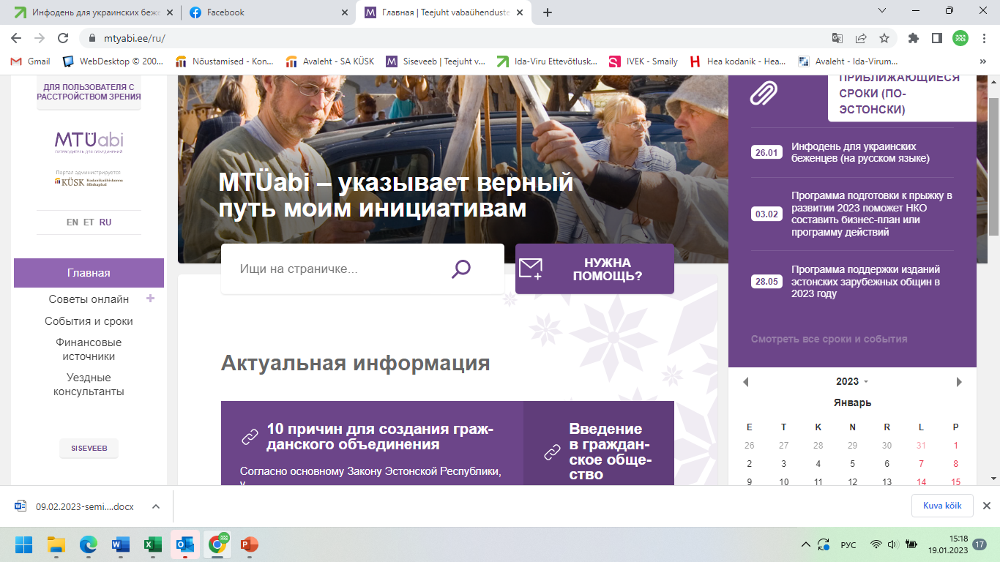 Инфодень для украинских беже
Facebook
Главная | Teejuht vabaühenduste
mtyabi.ee/ru/
Gmail
WebDesktop © 200...
Nõustamised - Kon...
Avaleht - SA KÜSK
Siseveeb | Teejuht v...
Ida-Viru Ettevõtlusk...
IVEK - Smaily
Hea kodanik - Hea...
Avaleht - Ida-Virum...
»
ДЛЯ ПОЛЬЗОВАТЕЛЯ С
РАССТРОЙСТВОМ ЗРЕНИЯ
MTÜabi
ПУТЕВОДИТЕЛЬ ДЛЯ ОБЪЕДИНЕНИЙ
Портал администрируется
KÜSK Kodanikuühiskonna
Sihtkapital
EN ET RU
Главная
Советы онлайн +
События и сроки
Финансовые
источники
Уездные
консультанты
SISEVEEB
MTÜabi – указывает верный
путь моим инициативам
Ищи на страничке...
НУЖНА
ПОМОЩЬ?
Актуальная информация
10 причин для создания граж-
данского объединения
Согласно основному Закону Эстонской Республики,
у
Введение
в граждан-
ское обще-
ство
ПРИБЛИЖАЮЩИЕСЯ
СРОКИ (ПО-
ЭСТОНСКИ)
26.01
Инфодень для украинских
беженцев (на русском языке)
03.02
Программа подготовки к прыжку в
развитии 2023 поможет НКО
составить бизнес-план или
программу действий
28.05
Программа поддержки изданий
эстонских зарубежных общин в
2023 году
Смотреть все сроки и события
2023
Январь
E T K N R L P
26 27 28 29 30 31 1
2 3 4 5 6 7 8
9 10 11 12 13 14 15
09.02.2023-semi....docx
Kuva kõik
РУС
15:18
19.01.2023
17